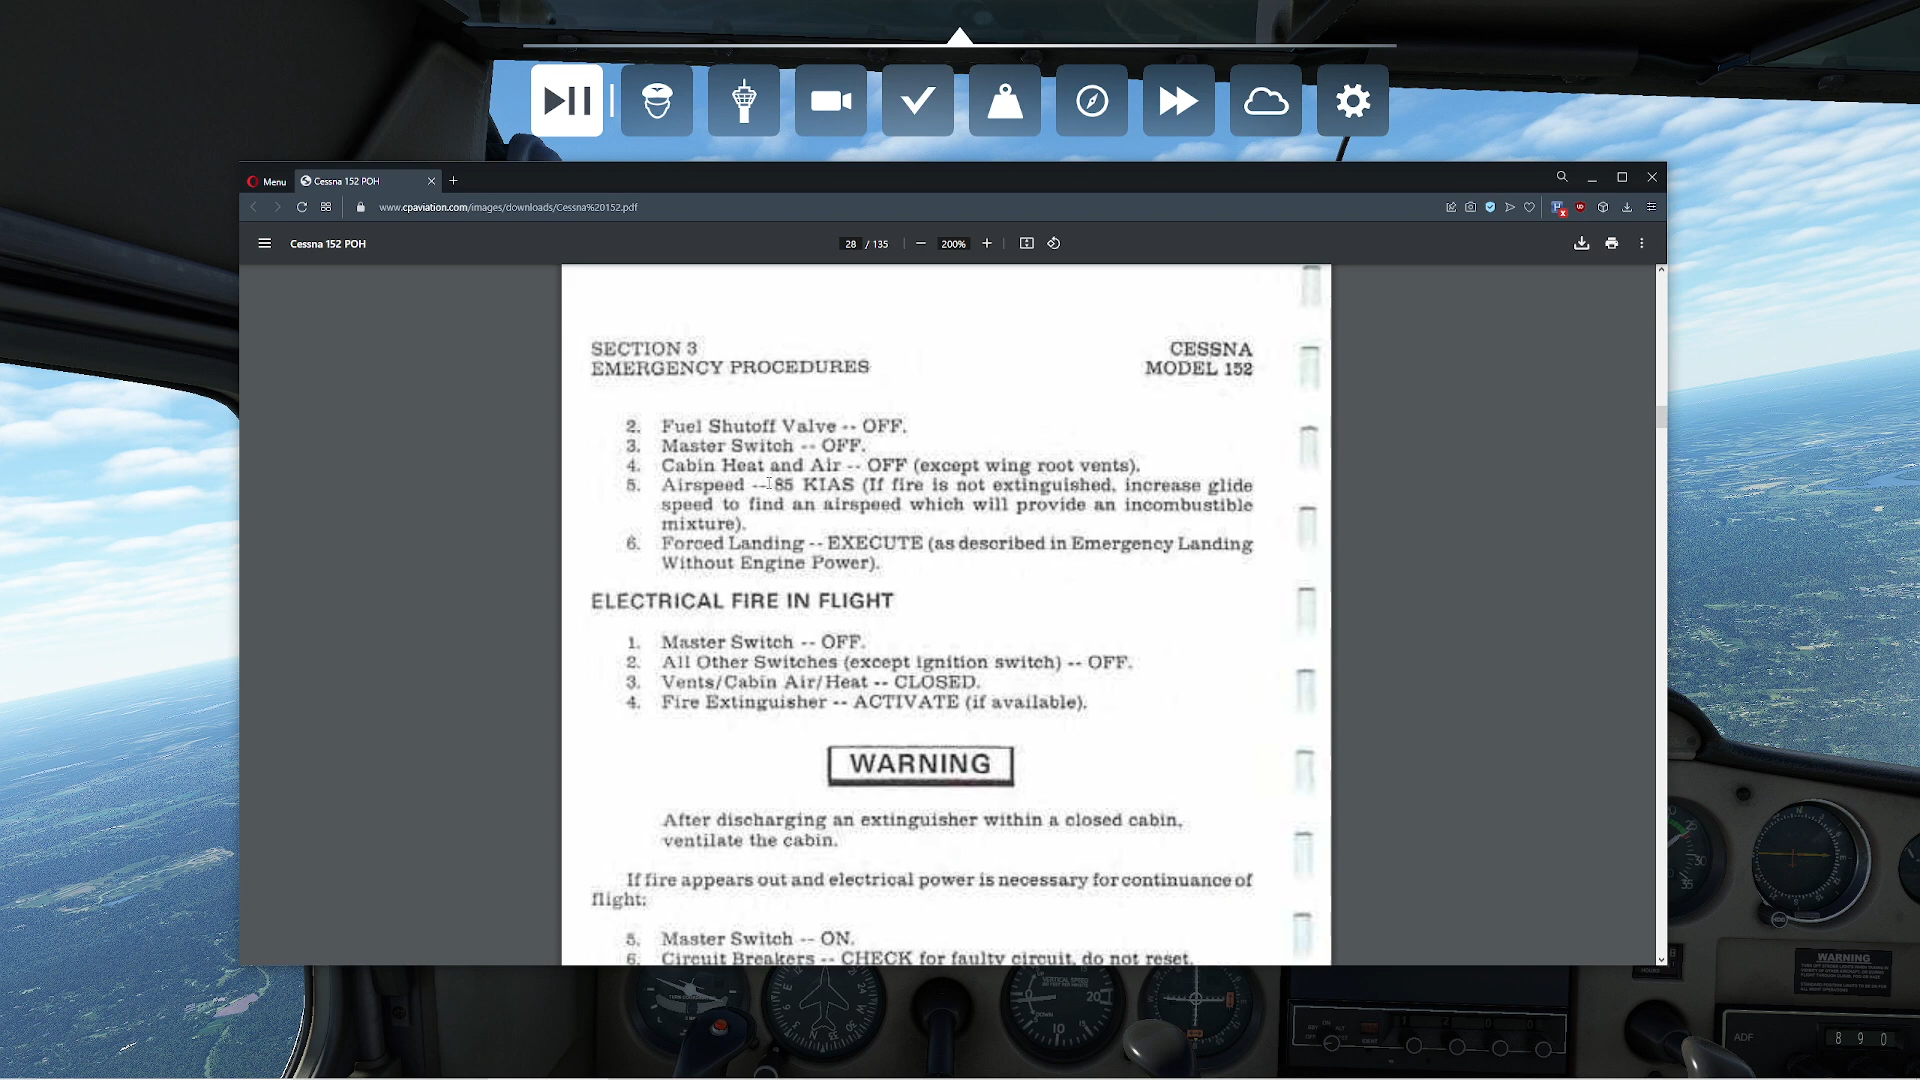 Menu
Cessna 152 POH
www.cpaviation.com/images/downloads/Cessna%20152.pdf
Cessna 152 POH
28 / 135
200%
SECTION 3
EMERGENCY PROCEDURES
CESSNA
MODEL 152
2. Fuel Shutoff Valve -- OFF.
3. Master Switch -- OFF.
4. Cabin Heat and Air -- OFF (except wing root vents).
5. Airspeed -- 85 KIAS (If fire is not extinguished, increase glide
speed to find an airspeed which will provide an incombustible
mixture).
6. Forced Landing -- EXECUTE (as described in Emergency Landing
Without Engine Power).
ELECTRICAL FIRE IN FLIGHT
1. Master Switch -- OFF.
2. All Other Switches (except ignition switch) -- OFF.
3. Vents/Cabin Air/Heat -- CLOSED.
4. Fire Extinguisher -- ACTIVATE (if available).
WARNING
After discharging an extinguisher within a closed cabin,
ventilate the cabin.
If fire appears out and electrical power is necessary for continuance of
flight:
5. Master Switch -- ON.
6. Circuit Breakers -- CHECK for faulty circuit, do not reset.
30
35
WARNING
VERTICAL SPEED
20
10
ADF
8 9 0